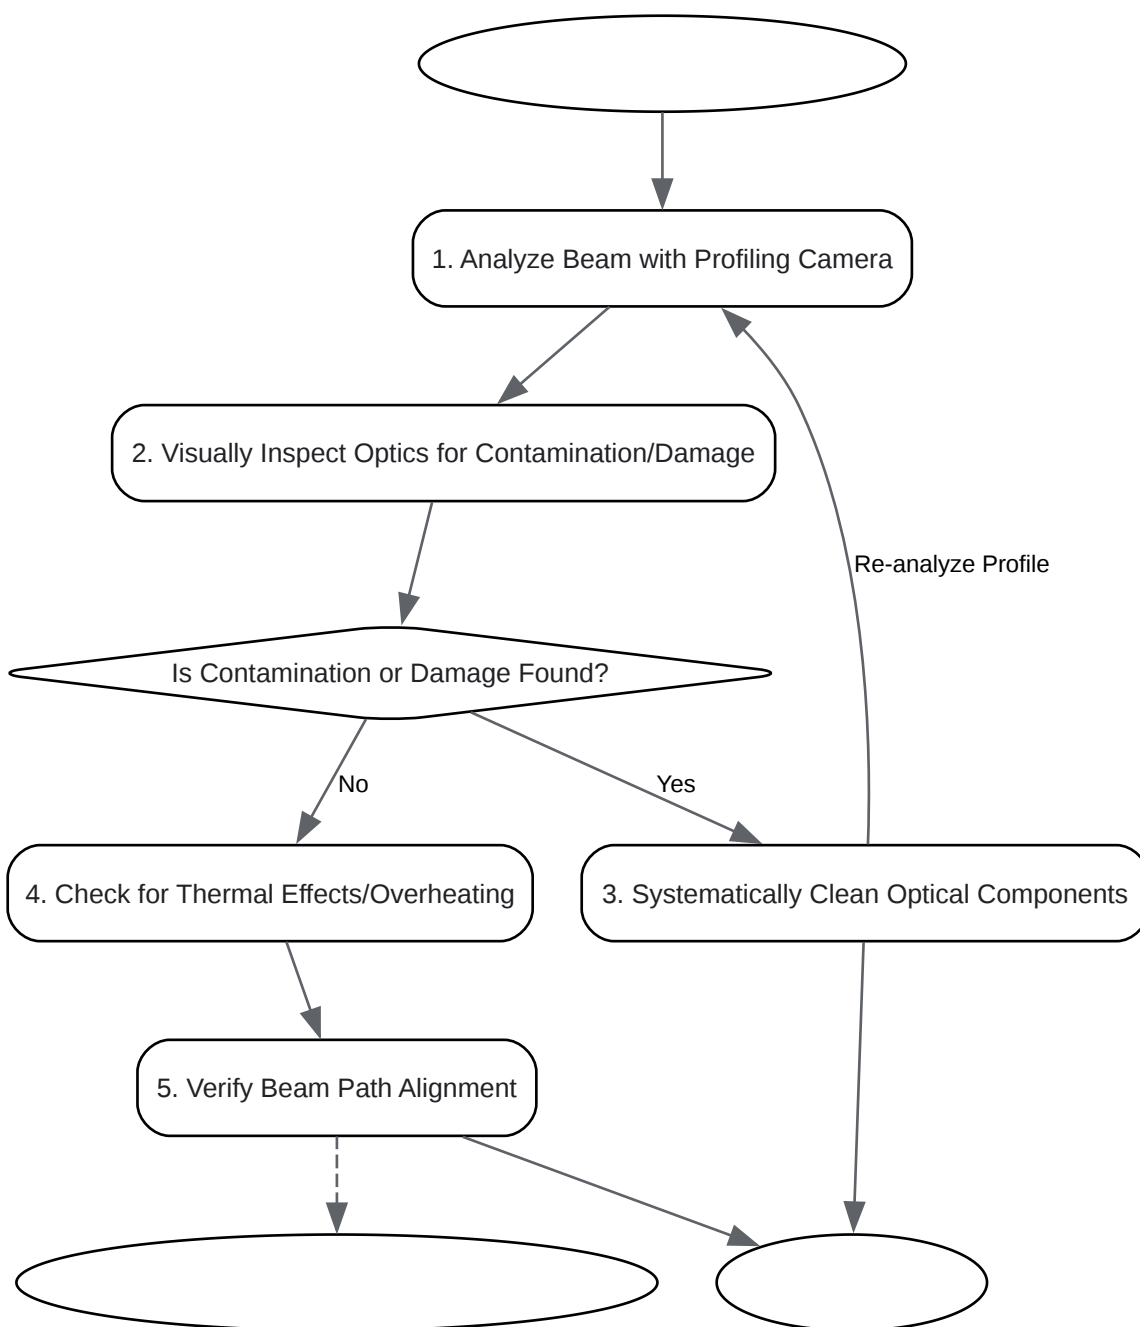 1. Analyze Beam with Profiling Camera
2. Visually Inspect Optics for Contamination/Damage
Re-analyze Profile
Is Contamination or Damage Found?
No
Yes
4. Check for Thermal Effects/Overheating
3. Systematically Clean Optical Components
5. Verify Beam Path Alignment